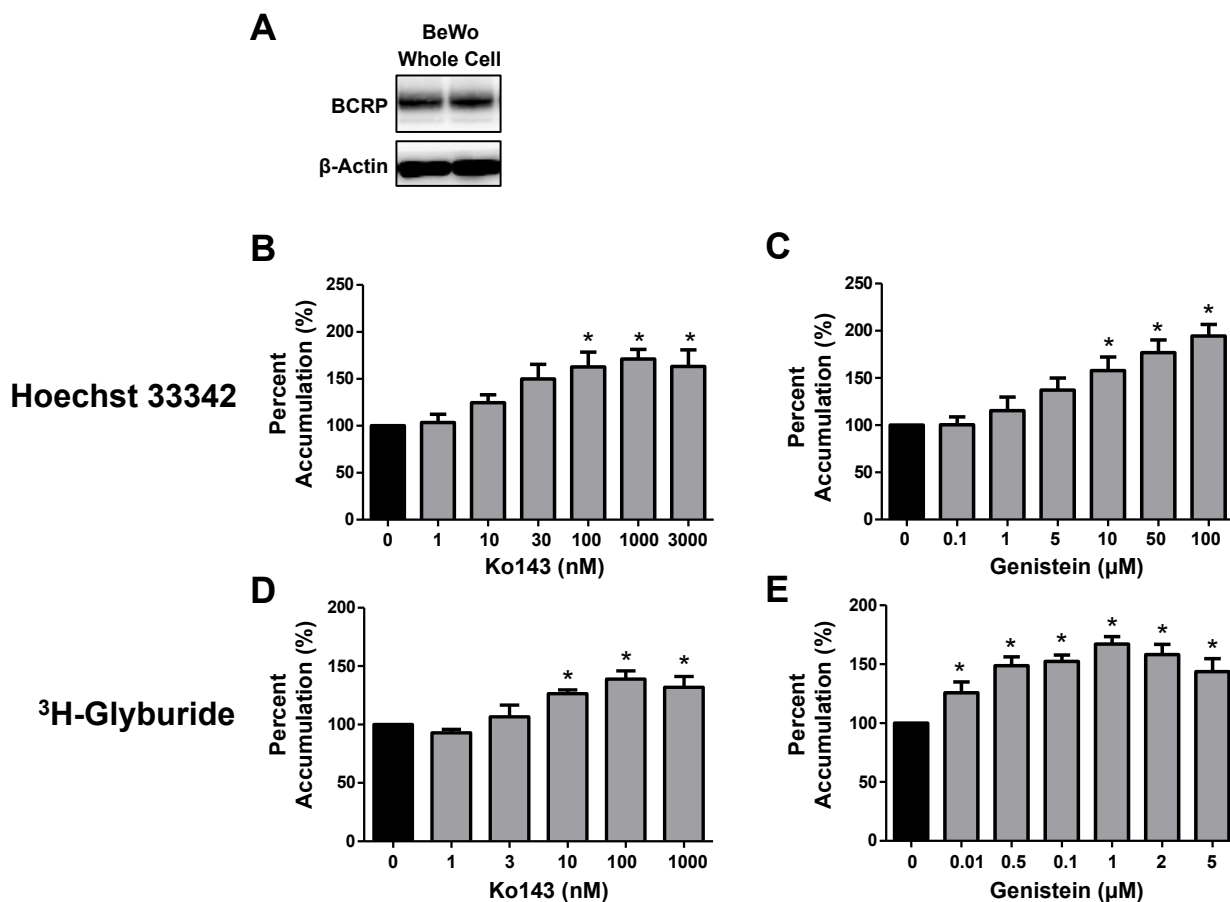 A
BeWo
Whole Cell
BCRP
β-Actin
Hoechst 33342
B
Percent
Accumulation (%)
250
200
150
100
50
0
* * *
0 1 10 30 100 1000 3000
Ko143 (nM)
C
Percent
Accumulation (%)
250
200
150
100
50
0
* * *
0 0.1 1 5 10 50 100
Genistein (µM)
³H-Glyburide
D
Percent
Accumulation (%)
200
150
100
50
0
* * *
0 1 3 10 100 1000
Ko143 (nM)
E
Percent
Accumulation (%)
200
150
100
50
0
* * * * * *
0 0.01 0.5 0.1 1 2 5
Genistein (µM)